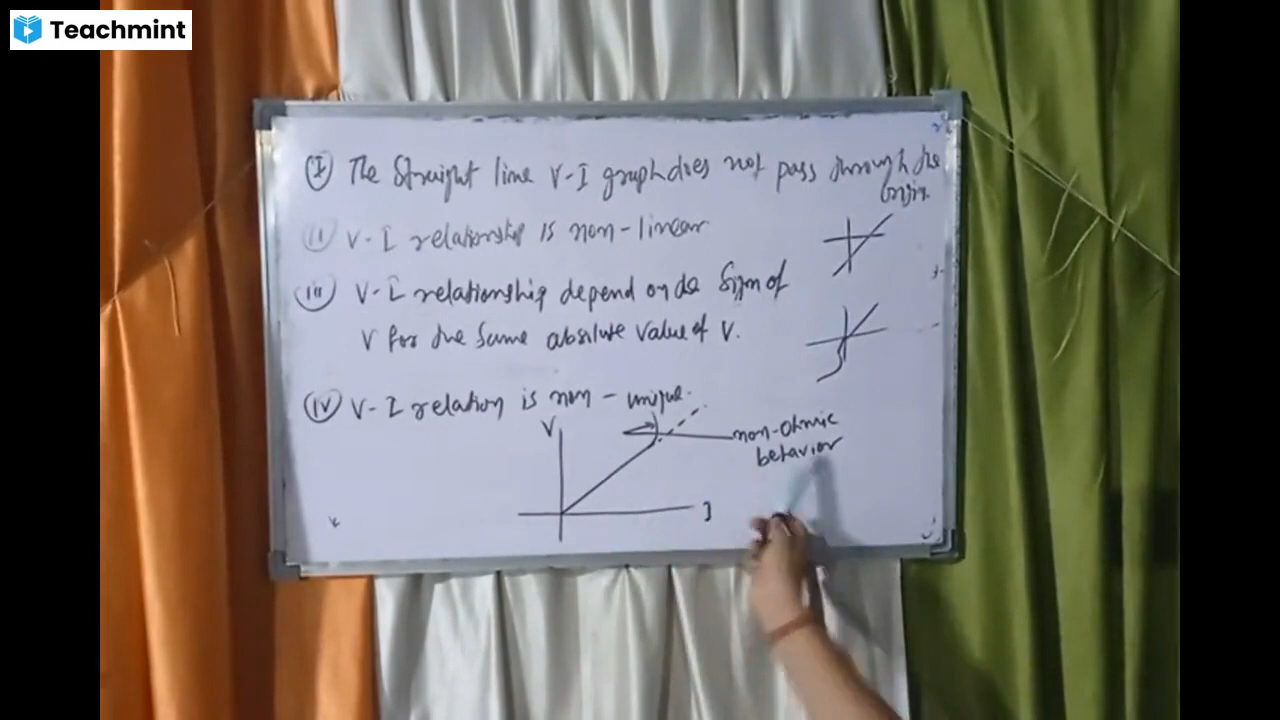 Teachmint
(I) The straight line V-I graph does not pass through the
origin.
(ii) V-I relationship is non-linear
(iii) V-I relationship depend on the sign of
V for the same absolute value of V.
(iv) V-I relation is non-unique.
V
non-ohmic
behavior
I